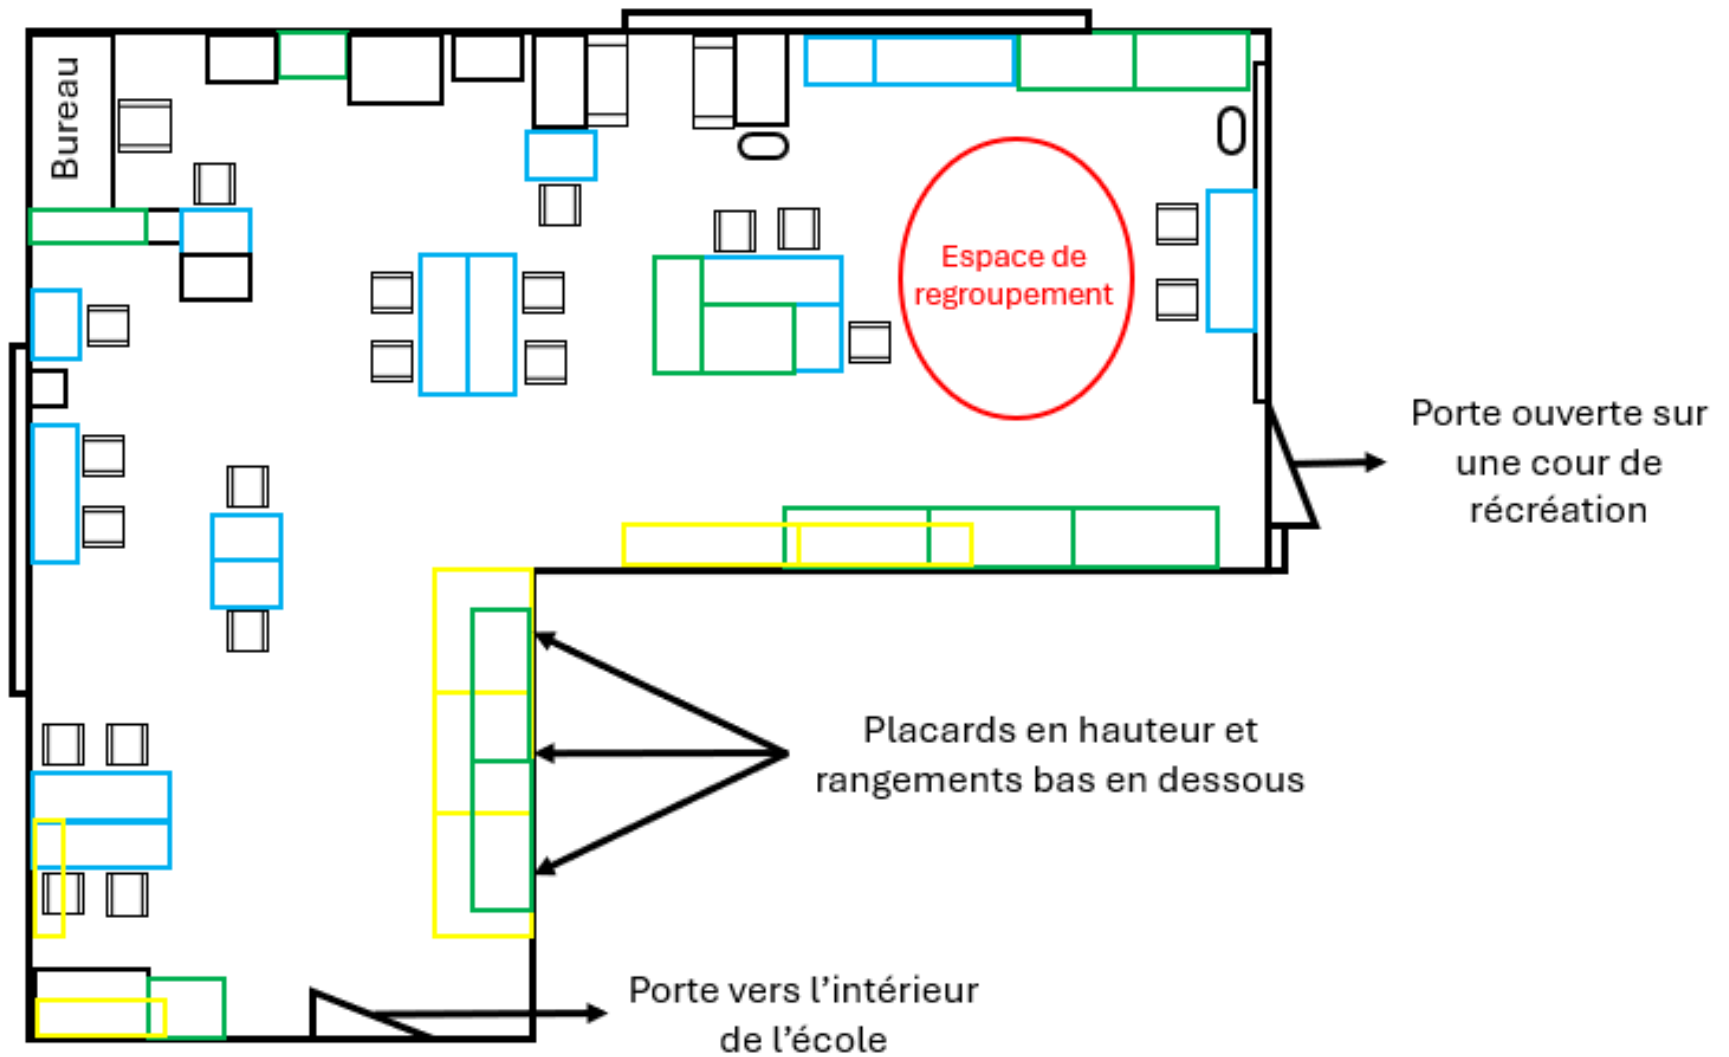 Bureau
Espace de
regroupement
Porte ouverte sur
une cour de
récréation
Placards en hauteur et
rangements bas en dessous
Porte vers l'intérieur
de l'école